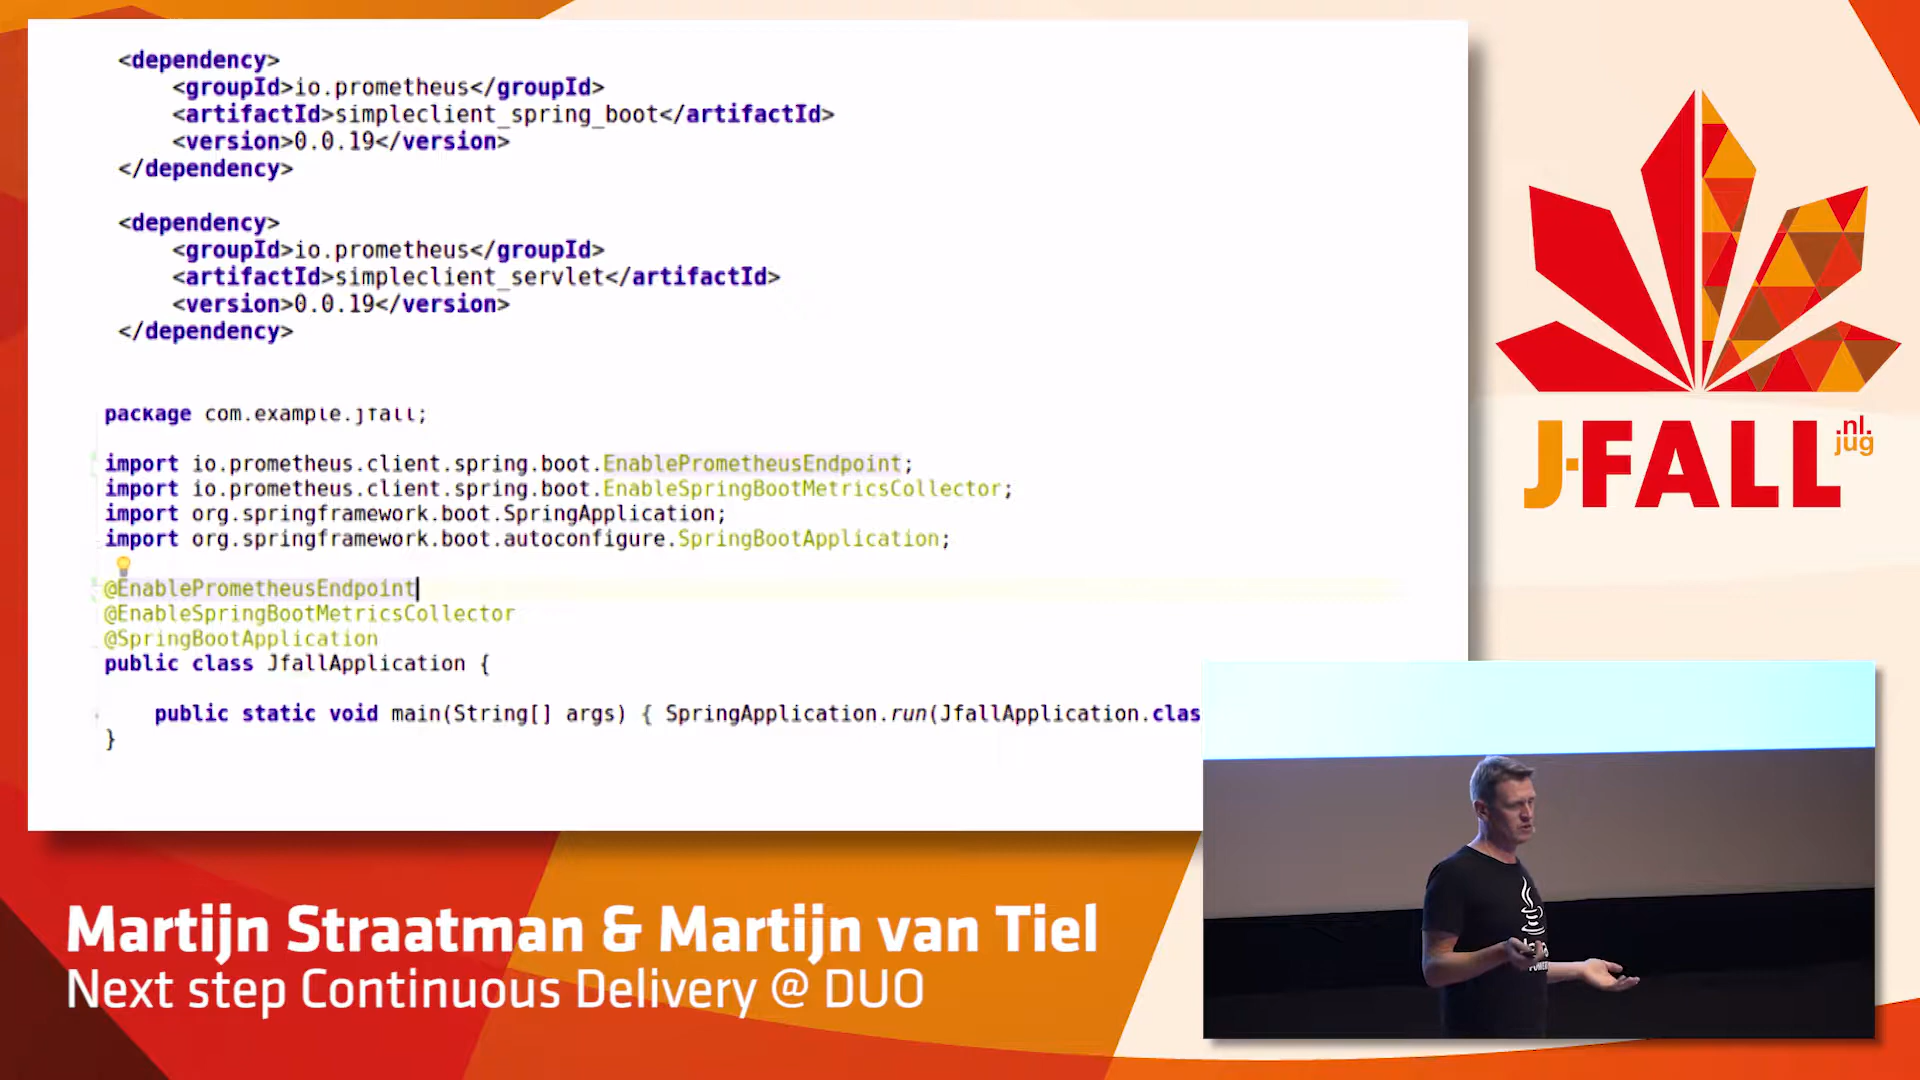 <dependency>
<groupId>io.prometheus</groupId>
<artifactId>simpleclient_spring_boot</artifactId>
<version>0.0.19</version>
</dependency>
<dependency>
<groupId>io.prometheus</groupId>
<artifactId>simpleclient_servlet</artifactId>
<version>0.0.19</version>
</dependency>
package com.example.jfall;
import io.prometheus.client.spring.boot.EnablePrometheusEndpoint;
import io.prometheus.client.spring.boot.EnableSpringBootMetricsCollector;
import org.springframework.boot.SpringApplication;
import org.springframework.boot.autoconfigure.SpringBootApplication;
@EnablePrometheusEndpoint
@EnableSpringBootMetricsCollector
@SpringBootApplication
public class JfallApplication {
public static void main(String[] args) { SpringApplication.run(JfallApplication.clas
}
J-FALL
nl.
jug
Martijn Straatman & Martijn van Tiel
Next step Continuous Delivery @ DUO